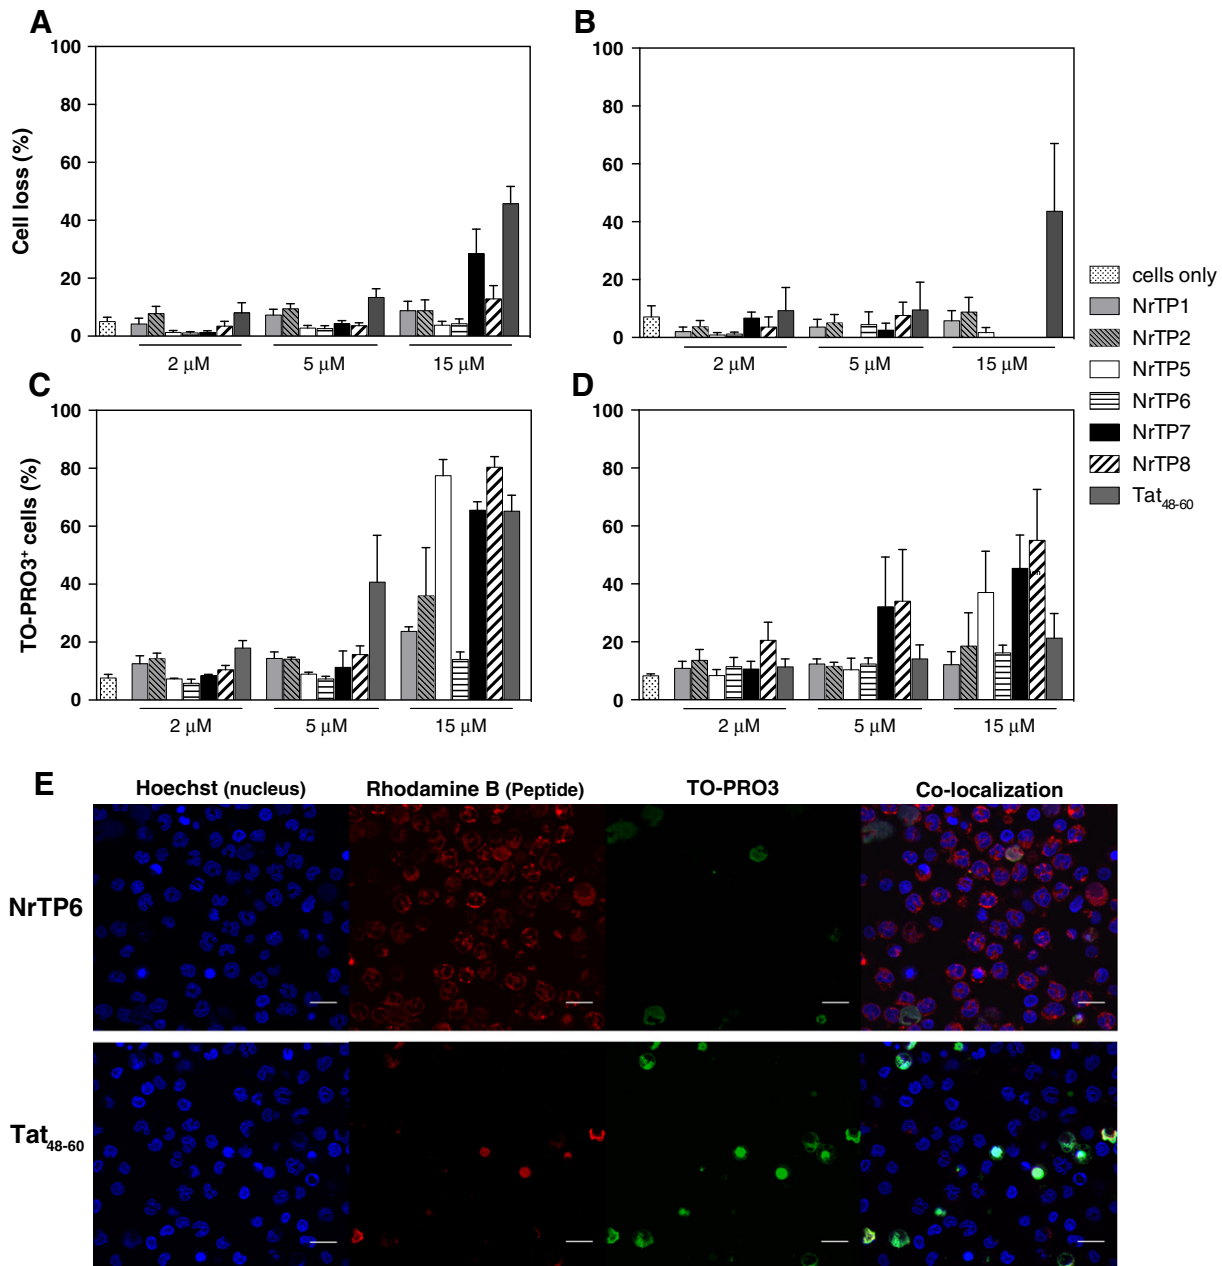 A
B
100
80
60
40
20
0
Cell loss (%)
2 µM
5 µM
15 µM
100
80
60
40
20
0
2 µM
5 µM
15 µM
cells only
NrTP1
NrTP2
NrTP5
NrTP6
NrTP7
NrTP8
Tat48-60
C
D
100
80
60
40
20
0
TO-PRO3+ cells (%)
2 µM
5 µM
15 µM
100
80
60
40
20
0
2 µM
5 µM
15 µM
E
Hoechst (nucleus)
Rhodamine B (Peptide)
TO-PRO3
Co-localization
NrTP6
Tat48-60